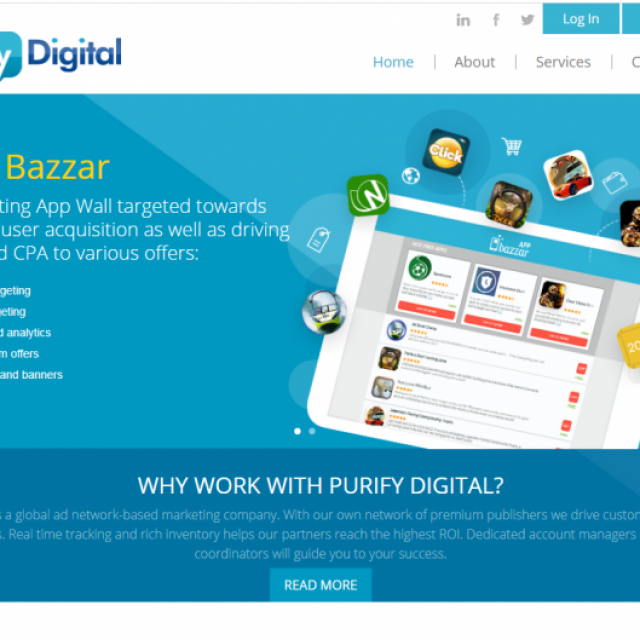 Log In
y Digital
Home | About | Services | C
Bazzar
ting App Wall targeted towards
user acquisition as well as driving
d CPA to various offers:
geting
geting
d analytics
m offers
and banners
Click
N
APP
bazzar
20
WHY WORK WITH PURIFY DIGITAL?
s a global ad network-based marketing company. With our own network of premium publishers we drive custom
s. Real time tracking and rich inventory helps our partners reach the highest ROI. Dedicated account managers
coordinators will guide you to your success.
READ MORE